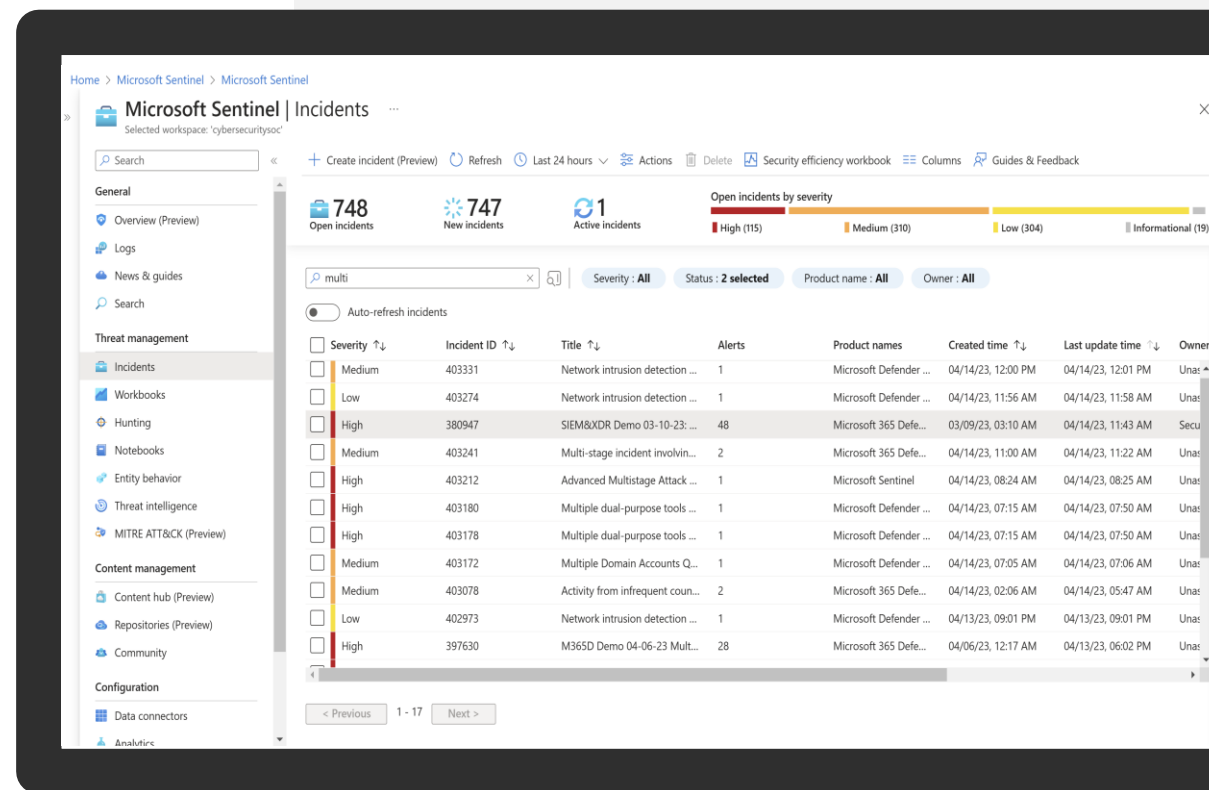 Home > Microsoft Sentinel > Microsoft Sentinel
»
Microsoft Sentinel | Incidents ...
Selected workspace: 'cybersecuritysoc'
Search
«
General
Overview (Preview)
Logs
News & guides
Search
Threat management
Incidents
Workbooks
Hunting
Notebooks
Entity behavior
Threat intelligence
MITRE ATT&CK (Preview)
Content management
Content hub (Preview)
Repositories (Preview)
Community
Configuration
Data connectors
Analytics
+ Create incident (Preview) Refresh Last 24 hours Actions Delete Security efficiency workbook Columns Guides & Feedback
748 747 1
Open incidents New incidents Active incidents
Open incidents by severity
High (115) Medium (310) Low (304) Informational (19)
multi Severity : All Status : 2 selected Product name : All Owner : All
Auto-refresh incidents
Severity ↑↓ Incident ID ↑↓ Title ↑↓ Alerts Product names Created time ↑↓ Last update time ↑↓ Owner
Medium 403331 Network intrusion detection ... 1 Microsoft Defender ... 04/14/23, 12:00 PM 04/14/23, 12:01 PM Unas
Low 403274 Network intrusion detection ... 1 Microsoft Defender ... 04/14/23, 11:56 AM 04/14/23, 11:58 AM Unas
High 380947 SIEM&XDR Demo 03-10-23: ... 48 Microsoft 365 Defe... 03/09/23, 03:10 AM 04/14/23, 11:43 AM Secu
Medium 403241 Multi-stage incident involvin... 2 Microsoft 365 Defe... 04/14/23, 11:00 AM 04/14/23, 11:22 AM Unas
High 403212 Advanced Multistage Attack ... 1 Microsoft Sentinel 04/14/23, 08:24 AM 04/14/23, 08:25 AM Unas
High 403180 Multiple dual-purpose tools ... 1 Microsoft Defender ... 04/14/23, 07:15 AM 04/14/23, 07:50 AM Unas
High 403178 Multiple dual-purpose tools ... 1 Microsoft Defender ... 04/14/23, 07:15 AM 04/14/23, 07:50 AM Unas
Medium 403172 Multiple Domain Accounts Q... 1 Microsoft Defender ... 04/14/23, 07:05 AM 04/14/23, 07:06 AM Unas
Medium 403078 Activity from infrequent coun... 2 Microsoft 365 Defe... 04/14/23, 02:06 AM 04/14/23, 05:47 AM Unas
Low 402973 Network intrusion detection ... 1 Microsoft Defender ... 04/13/23, 09:01 PM 04/13/23, 09:01 PM Unas
High 397630 M365D Demo 04-06-23 Mult... 28 Microsoft 365 Defe... 04/06/23, 12:17 AM 04/13/23, 06:02 PM Unas
< Previous 1 - 17 Next >